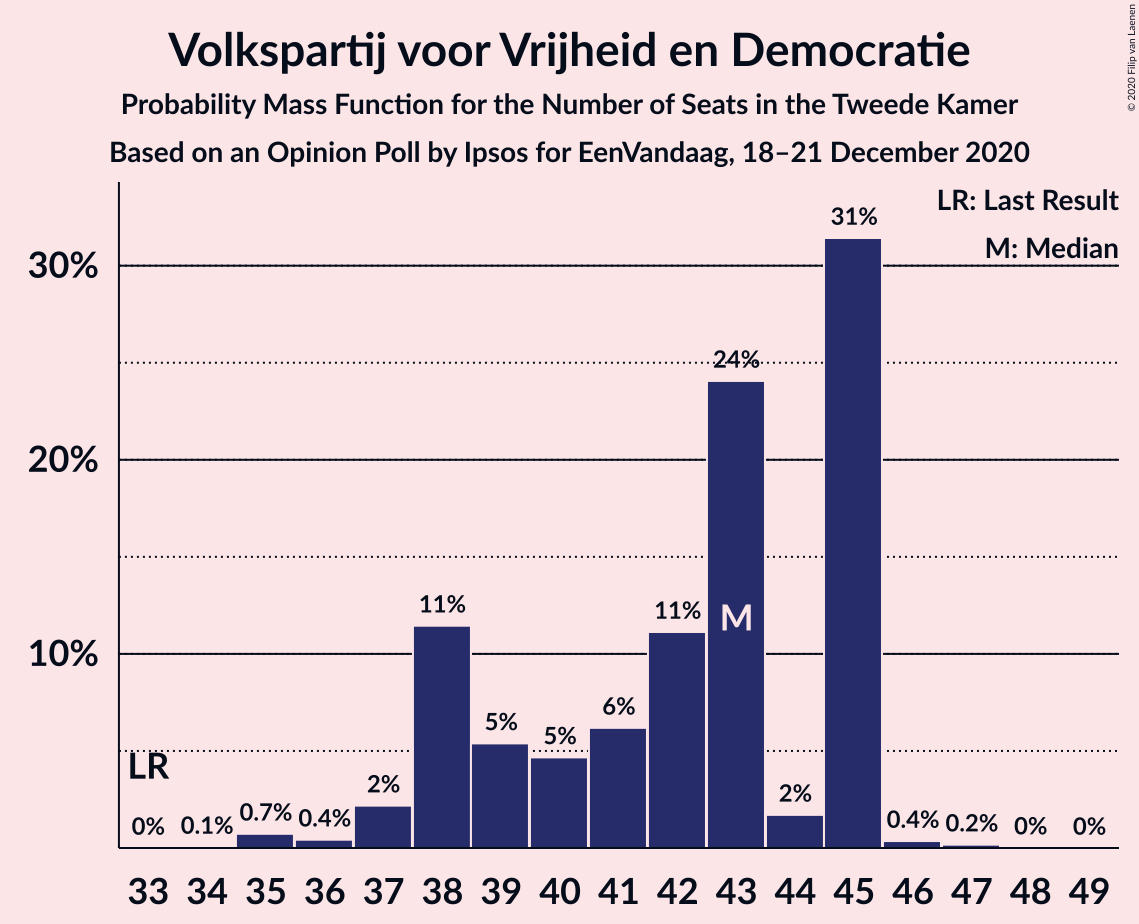 Volkspartij voor Vrijheid en Democratie
Probability Mass Function for the Number of Seats in the Tweede Kamer
Based on an Opinion Poll by Ipsos for EenVandaag, 18–21 December 2020
© 2020 Filip van Laenen
LR: Last Result
M: Median
30%
20%
10%
31%
24%
11%
11%
M
6%
5%
5%
LR
2%
2%
0%
0.1%
0.7%
0.4%
0.4%
0.2%
0%
0%
33 34 35 36 37 38 39 40 41 42 43 44 45 46 47 48 49